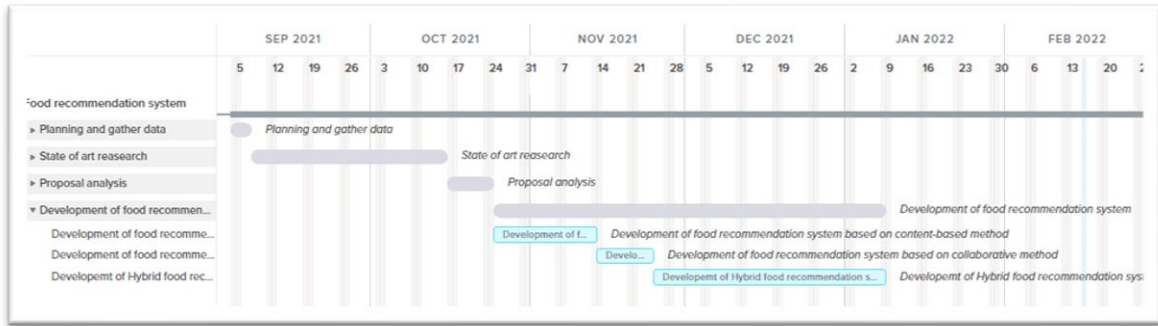 SEP 2021 OCT 2021 NOV 2021 DEC 2021 JAN 2022 FEB 2022
5 12 19 26 3 10 17 24 31 7 14 21 28 5 12 19 26 2 9 16 23 30 6 13 20 2
Food recommendation system
Planning and gather data Planning and gather data
State of art reasearch State of art reasearch
Proposal analysis Proposal analysis
Development of food recommen... Development of food recommendation system
Development of food recomme... Development of f... Development of food recommendation system based on content-based method
Development of food recomme... Develo... Development of food recommendation system based on collaborative method
Developemt of Hybrid food rec... Developemt of Hybrid food recommendation s... Developemt of Hybrid food recommendation sys